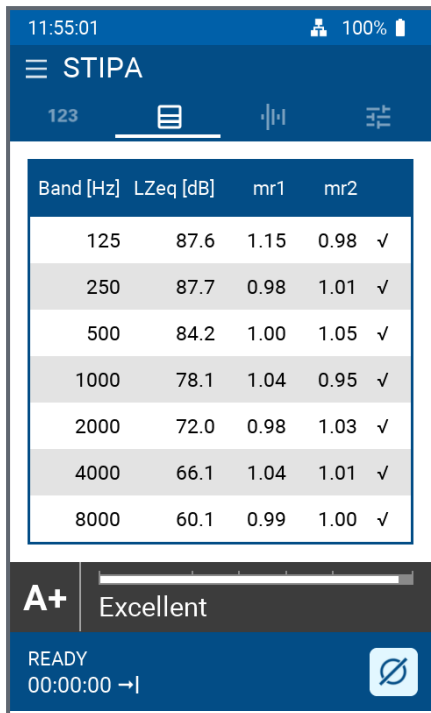 11:55:01 100%
STIPA
123
Band [Hz] LZeq [dB] mr1 mr2
125 87.6 1.15 0.98 √
250 87.7 0.98 1.01 √
500 84.2 1.00 1.05 √
1000 78.1 1.04 0.95 √
2000 72.0 0.98 1.03 √
4000 66.1 1.04 1.01 √
8000 60.1 0.99 1.00 √
A+ Excellent
READY
00:00:00